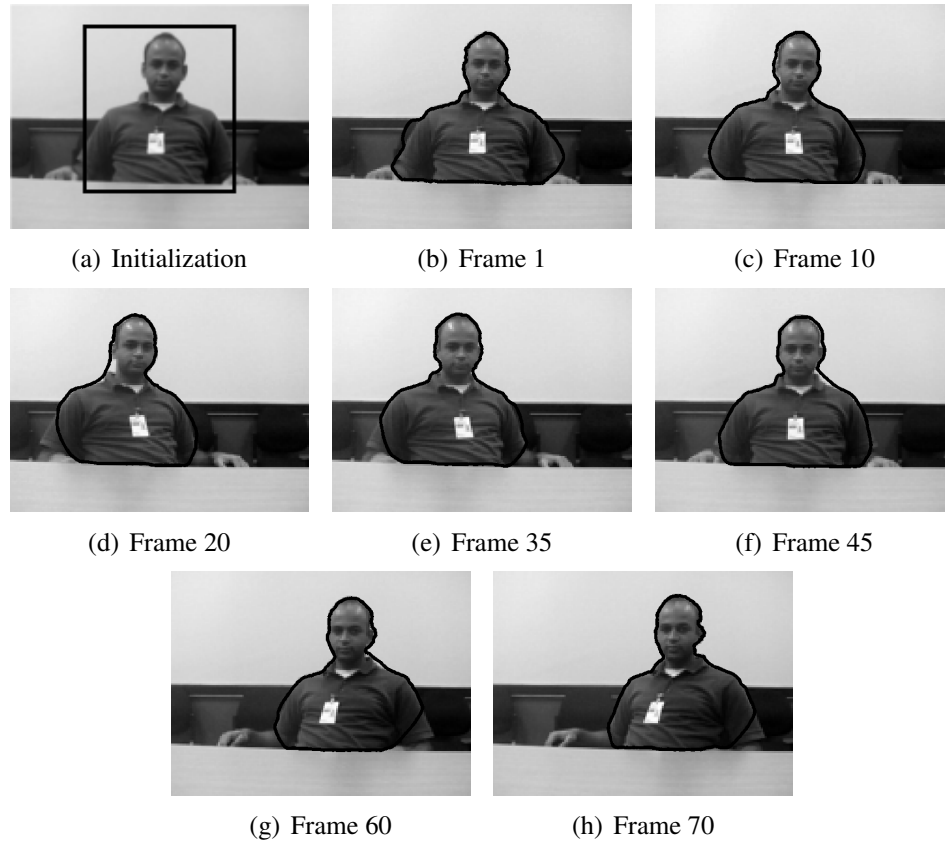 (a) Initialization
(b) Frame 1
(c) Frame 10
(d) Frame 20
(e) Frame 35
(f) Frame 45
(g) Frame 60
(h) Frame 70